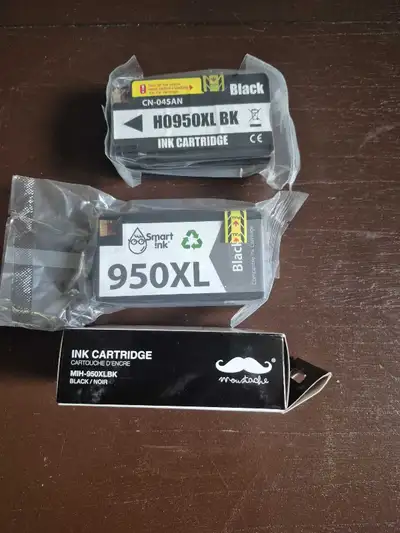 Black
CN-045AN
H0950XL BK
INK CARTRIDGE
CE
Smart
ink
950XL
Black
INK CARTRIDGE
CARTOUCHE D'ENCRE
MIH-950XLBK
BLACK / NOIR
moustache